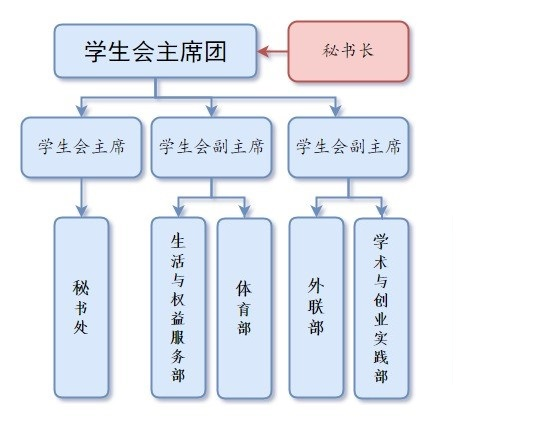 学生会主席团
秘书长
学生会主席
学生会副主席
学生会副主席
秘书处
生活与权益服务部
体育部
外联部
学术与创业实践部